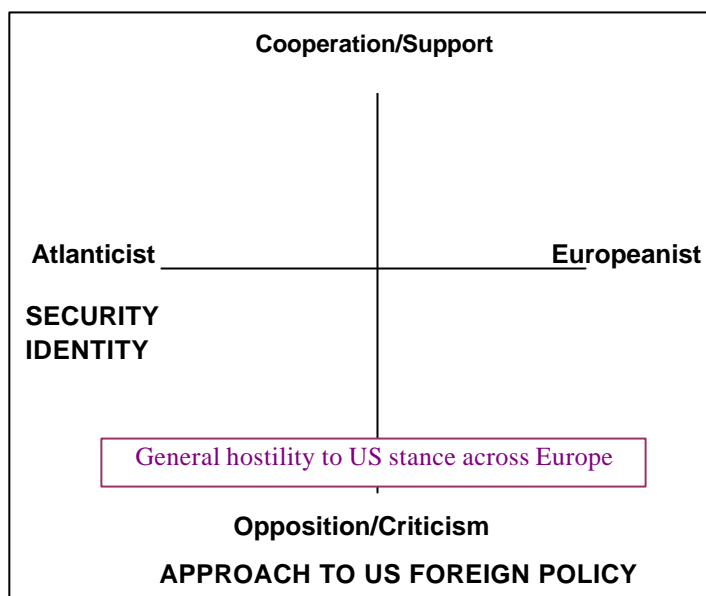 Cooperation/Support
Atlanticist
Europeanist
SECURITY
IDENTITY
General hostility to US stance across Europe
Opposition/Criticism
APPROACH TO US FOREIGN POLICY